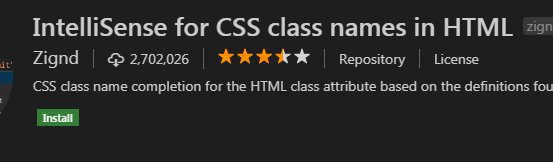 IntelliSense for CSS class names in HTML zign
Zignd 2,702,026 Repository License
CSS class name completion for the HTML class attribute based on the definitions fou
Install